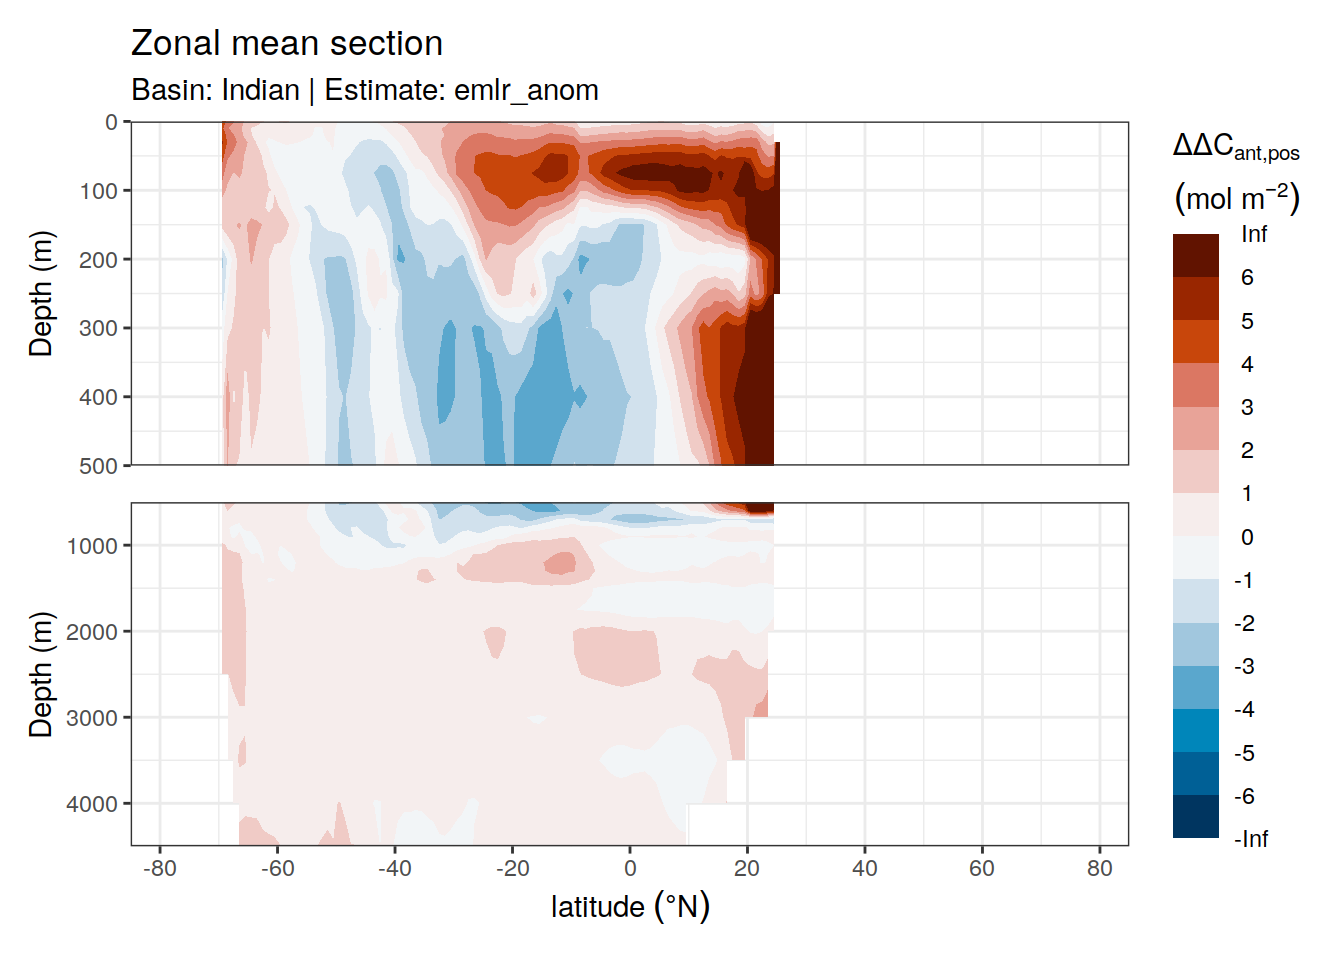 Zonal mean section
Basin: Indian | Estimate: emlr_anom
0
100
200
300
400
500
Depth (m)
1000
2000
3000
4000
Depth (m)
-80 -60 -40 -20 0 20 40 60 80
latitude (°N)
ΔΔCant,pos
(mol m−2)
Inf
6
5
4
3
2
1
0
-1
-2
-3
-4
-5
-6
-Inf